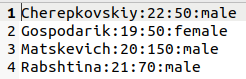 1 Cherepkovskiy:22:50:male
2 Gospodarik:19:50:female
3 Matskevich:20:150:male
4 Rabshtina:21:70:male